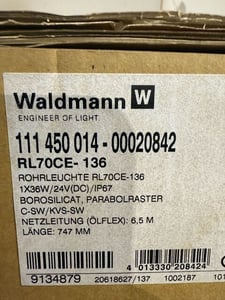 Waldmann W
ENGINEER OF LIGHT.
111 450 014 - 00020842
RL70CE- 136
ROHRLEUCHTE RL70CE-136
1X36W/24V(DC)/IP67
BOROSILICAT, PARABOLRASTER
C-SW/KVS-SW
NETZLEITUNG (ÖLFLEX): 6,5 M
LÄNGE: 747 MM
4 013330 208424
9134879 20618627/137 1002187